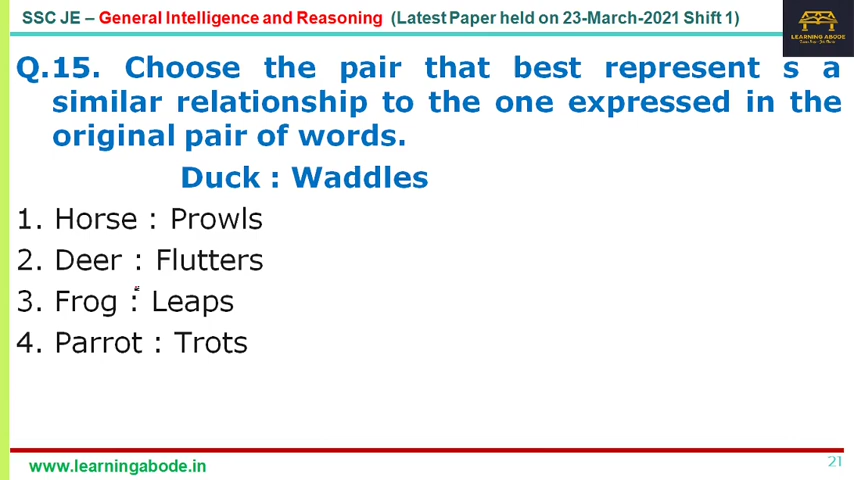 SSC JE – General Intelligence and Reasoning (Latest Paper held on 23-March-2021 Shift 1)
LEARNING ABODE
Q.15. Choose the pair that best represent s a
similar relationship to the one expressed in the
original pair of words.
Duck : Waddles
1. Horse : Prowls
2. Deer : Flutters
3. Frog : Leaps
4. Parrot : Trots
www.learningabode.in
21